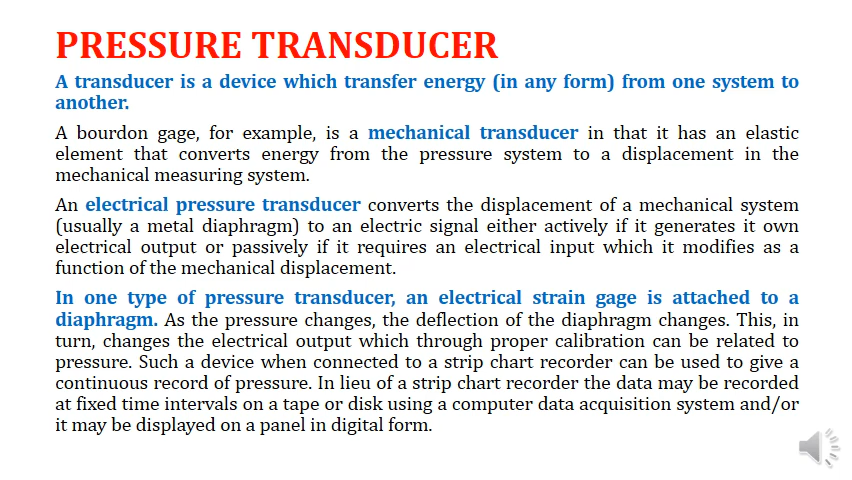 PRESSURE TRANSDUCER
A transducer is a device which transfer energy (in any form) from one system to
another.
A bourdon gage, for example, is a mechanical transducer in that it has an elastic
element that converts energy from the pressure system to a displacement in the
mechanical measuring system.
An electrical pressure transducer converts the displacement of a mechanical system
(usually a metal diaphragm) to an electric signal either actively if it generates it own
electrical output or passively if it requires an electrical input which it modifies as a
function of the mechanical displacement.
In one type of pressure transducer, an electrical strain gage is attached to a
diaphragm. As the pressure changes, the deflection of the diaphragm changes. This, in
turn, changes the electrical output which through proper calibration can be related to
pressure. Such a device when connected to a strip chart recorder can be used to give a
continuous record of pressure. In lieu of a strip chart recorder the data may be recorded
at fixed time intervals on a tape or disk using a computer data acquisition system and/or
it may be displayed on a panel in digital form.